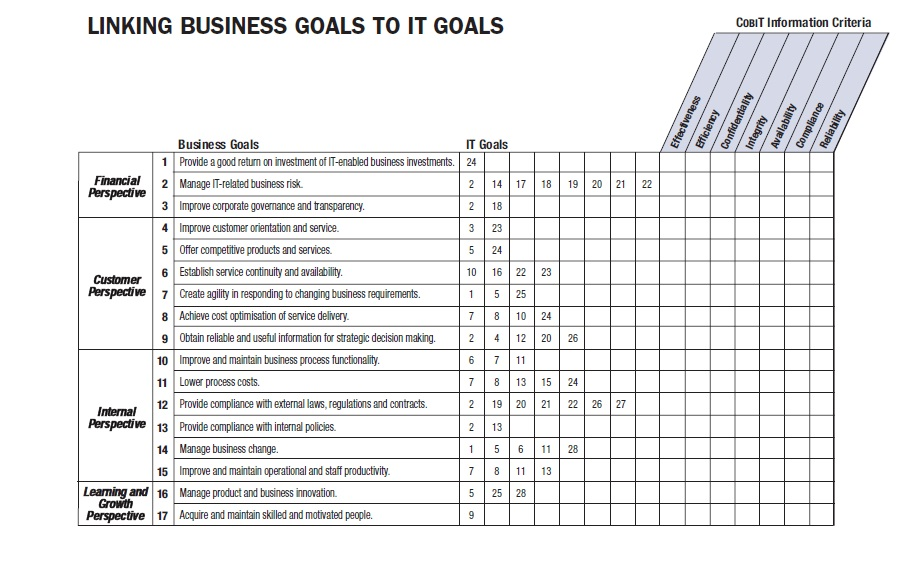 LINKING BUSINESS GOALS TO IT GOALS
COBIT Information Criteria
Effectiveness
Efficiency
Confidentiality
Integrity
Availability
Compliance
Reliability
Business Goals IT Goals
Financial
Perspective
1 Provide a good return on investment of IT-enabled business investments. 24
2 Manage IT-related business risk. 2 14 17 18 19 20 21 22
3 Improve corporate governance and transparency. 2 18
Customer
Perspective
4 Improve customer orientation and service. 3 23
5 Offer competitive products and services. 5 24
6 Establish service continuity and availability. 10 16 22 23
7 Create agility in responding to changing business requirements. 1 5 25
8 Achieve cost optimisation of service delivery. 7 8 10 24
9 Obtain reliable and useful information for strategic decision making. 2 4 12 20 26
Internal
Perspective
10 Improve and maintain business process functionality. 6 7 11
11 Lower process costs. 7 8 13 15 24
12 Provide compliance with external laws, regulations and contracts. 2 19 20 21 22 26 27
13 Provide compliance with internal policies. 2 13
14 Manage business change. 1 5 6 11 28
15 Improve and maintain operational and staff productivity. 7 8 11 13
Learning and
Growth
Perspective
16 Manage product and business innovation. 5 25 28
17 Acquire and maintain skilled and motivated people. 9